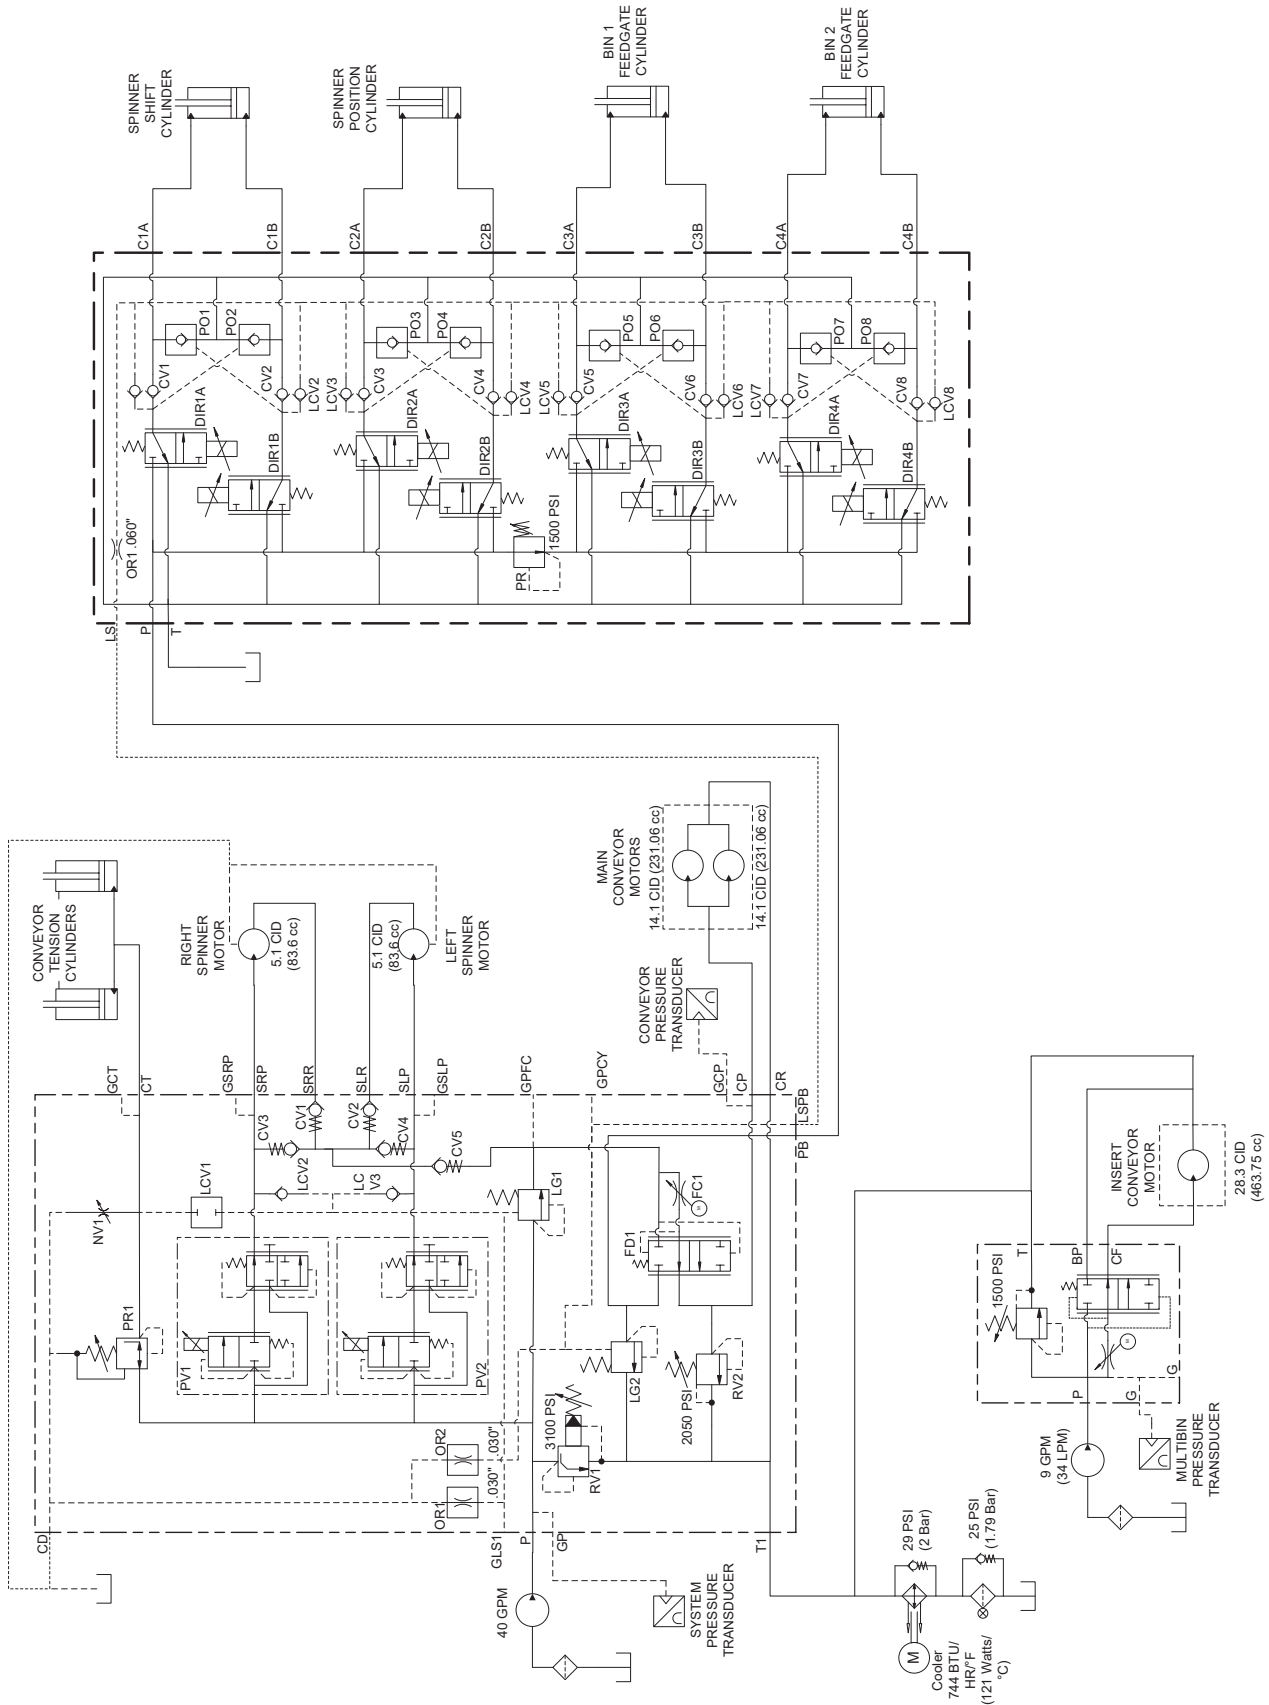 SPINNER
SHIFT
CYLINDER
SPINNER
POSITION
CYLINDER
BIN 1
FEEDGATE
CYLINDER
BIN 2
FEEDGATE
CYLINDER
C1A
C1B
C2A
C2B
C3A
C3B
C4A
C4B
PO1
PO2
PO3
PO4
PO5
PO6
PO7
PO8
CV1
CV2
LCV2
LCV3
CV3
CV4
LCV4
LCV5
CV5
CV6
LCV6
LCV7
CV7
CV8
LCV8
DIR1A
DIR1B
DIR2A
DIR2B
DIR3A
DIR3B
DIR4A
DIR4B
OR1 .060"
PR
1500 PSI
LS
P
T
CONVEYOR
TENSION
CYLINDERS
RIGHT
SPINNER
MOTOR
5.1 CID
(83.6 cc)
5.1 CID
(83.6 cc)
LEFT
SPINNER
MOTOR
MAIN
CONVEYOR
MOTORS
14.1 CID (231.06 cc)
14.1 CID (231.06 cc)
CONVEYOR
PRESSURE
TRANSDUCER
GCT
CT
GSRP
SRP
SRR
SLR
SLP
GSLP
GPFC
GPCY
GCP
CP
CR
LSPB
PB
CV3
CV1
CV2
CV4
CV5
LCV2
LC
V3
LCV1
NV1
LG1
FC1
M
FD1
PR1
PV1
PV2
LG2
RV2
2050 PSI
3100 PSI
RV1
OR2
.030"
OR1
.030"
CD
GLS1
P
GP
T1
40 GPM
SYSTEM
PRESSURE
TRANSDUCER
INSERT
CONVEYOR
MOTOR
28.3 CID
(463.75 cc)
T
BP
CF
1500 PSI
M
P
G
G
9 GPM
(34 LPM)
MULTIBIN
PRESSURE
TRANSDUCER
29 PSI
(2 Bar)
25 PSI
(1.79 Bar)
M
Cooler
744 BTU/
HR/°F
(121 Watts/
°C)